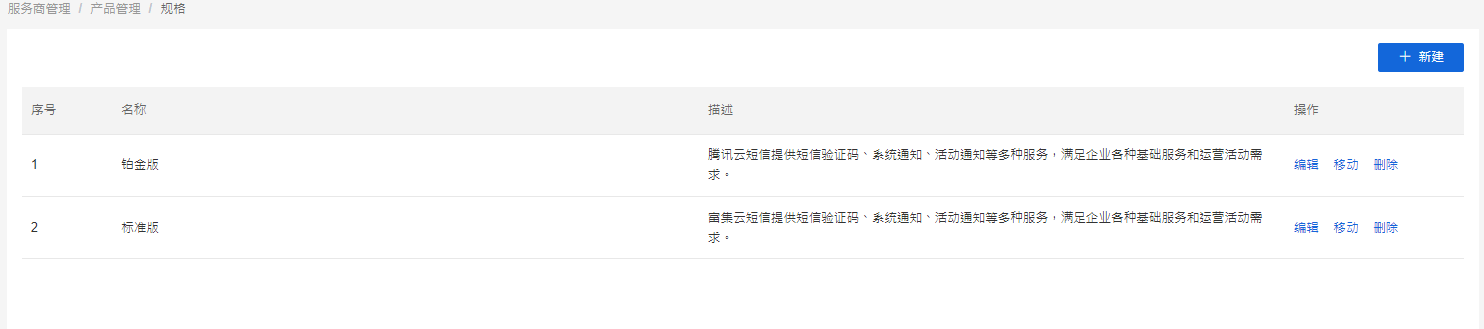 服务商管理 / 产品管理 / 规格
＋ 新建
序号 名称 描述 操作
1 铂金版 腾讯云短信提供短信验证码、系统通知、活动通知等多种服务，满足企业各种基础服务和运营活动需
求。 编辑 移动 删除
2 标准版 富集云短信提供短信验证码、系统通知、活动通知等多种服务，满足企业各种基础服务和运营活动需
求。 编辑 移动 删除